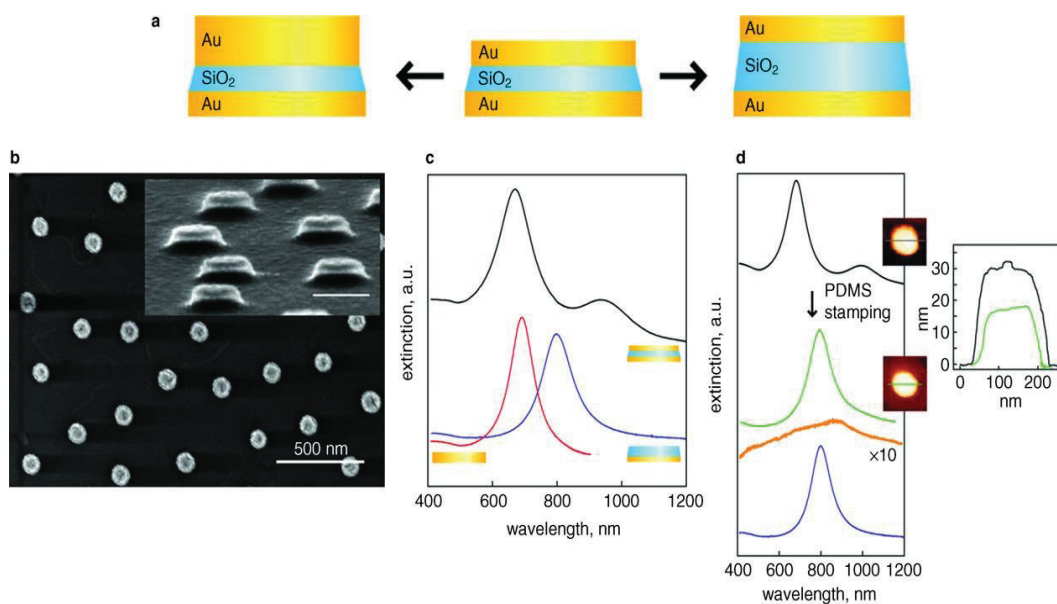 a
Au
SiO2
Au
Au
SiO2
Au
Au
SiO2
Au
b
500 nm
c
extinction, a.u.
400 600 800 1000 1200
wavelength, nm
d
extinction, a.u.
PDMS
stamping
×10
400 600 800 1000 1200
wavelength, nm
30
20
10
0
nm
0 100 200
nm